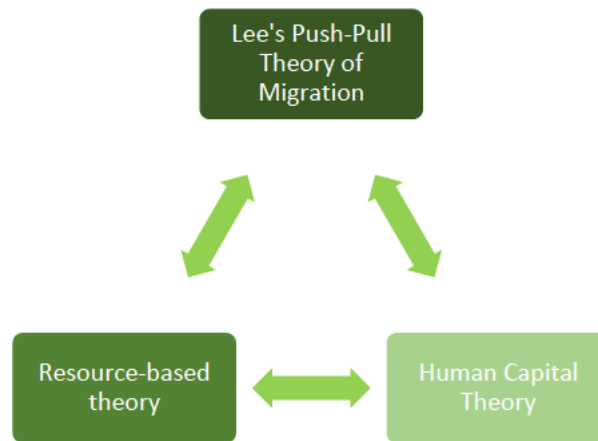 Lee's Push-Pull
Theory of
Migration
Resource-based
theory
Human Capital
Theory